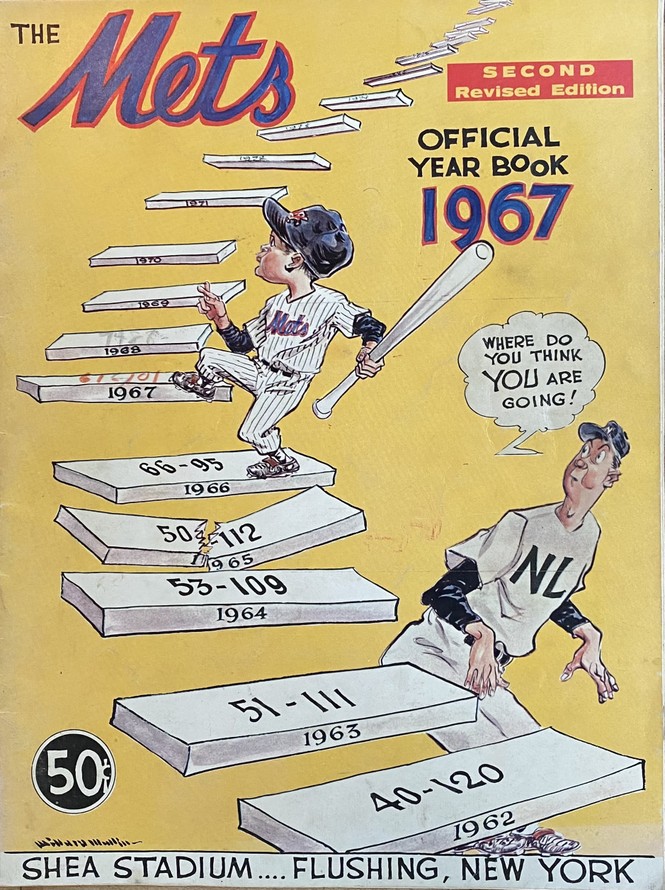 THE
Mets
SECOND
Revised Edition
OFFICIAL
YEAR BOOK
1967
1971
1970
1969
1968
1967
Mets
WHERE DO
YOU THINK
YOU ARE
GOING!
66-95
1966
50-112
1965
53-109
1964
NL
51-111
1963
40-120
1962
50¢
SHEA STADIUM.... FLUSHING, NEW YORK